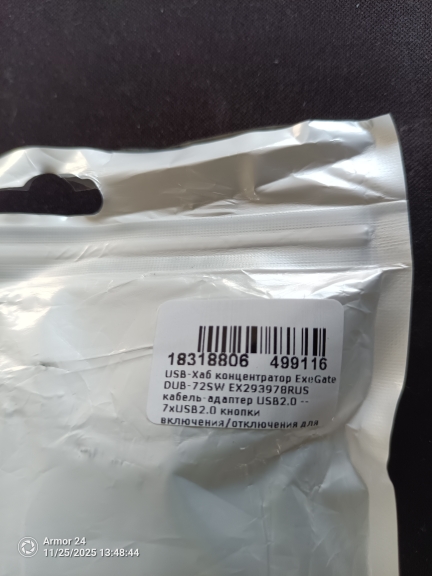 18318806 499116
USB-Хаб концентратор ExeGate
DUB-72SW EX293978RUS
кабель-адаптер USB2.0 --
7xUSB2.0 кнопки
включения/отключения для
Armor 24
11/25/2025 13:48:44